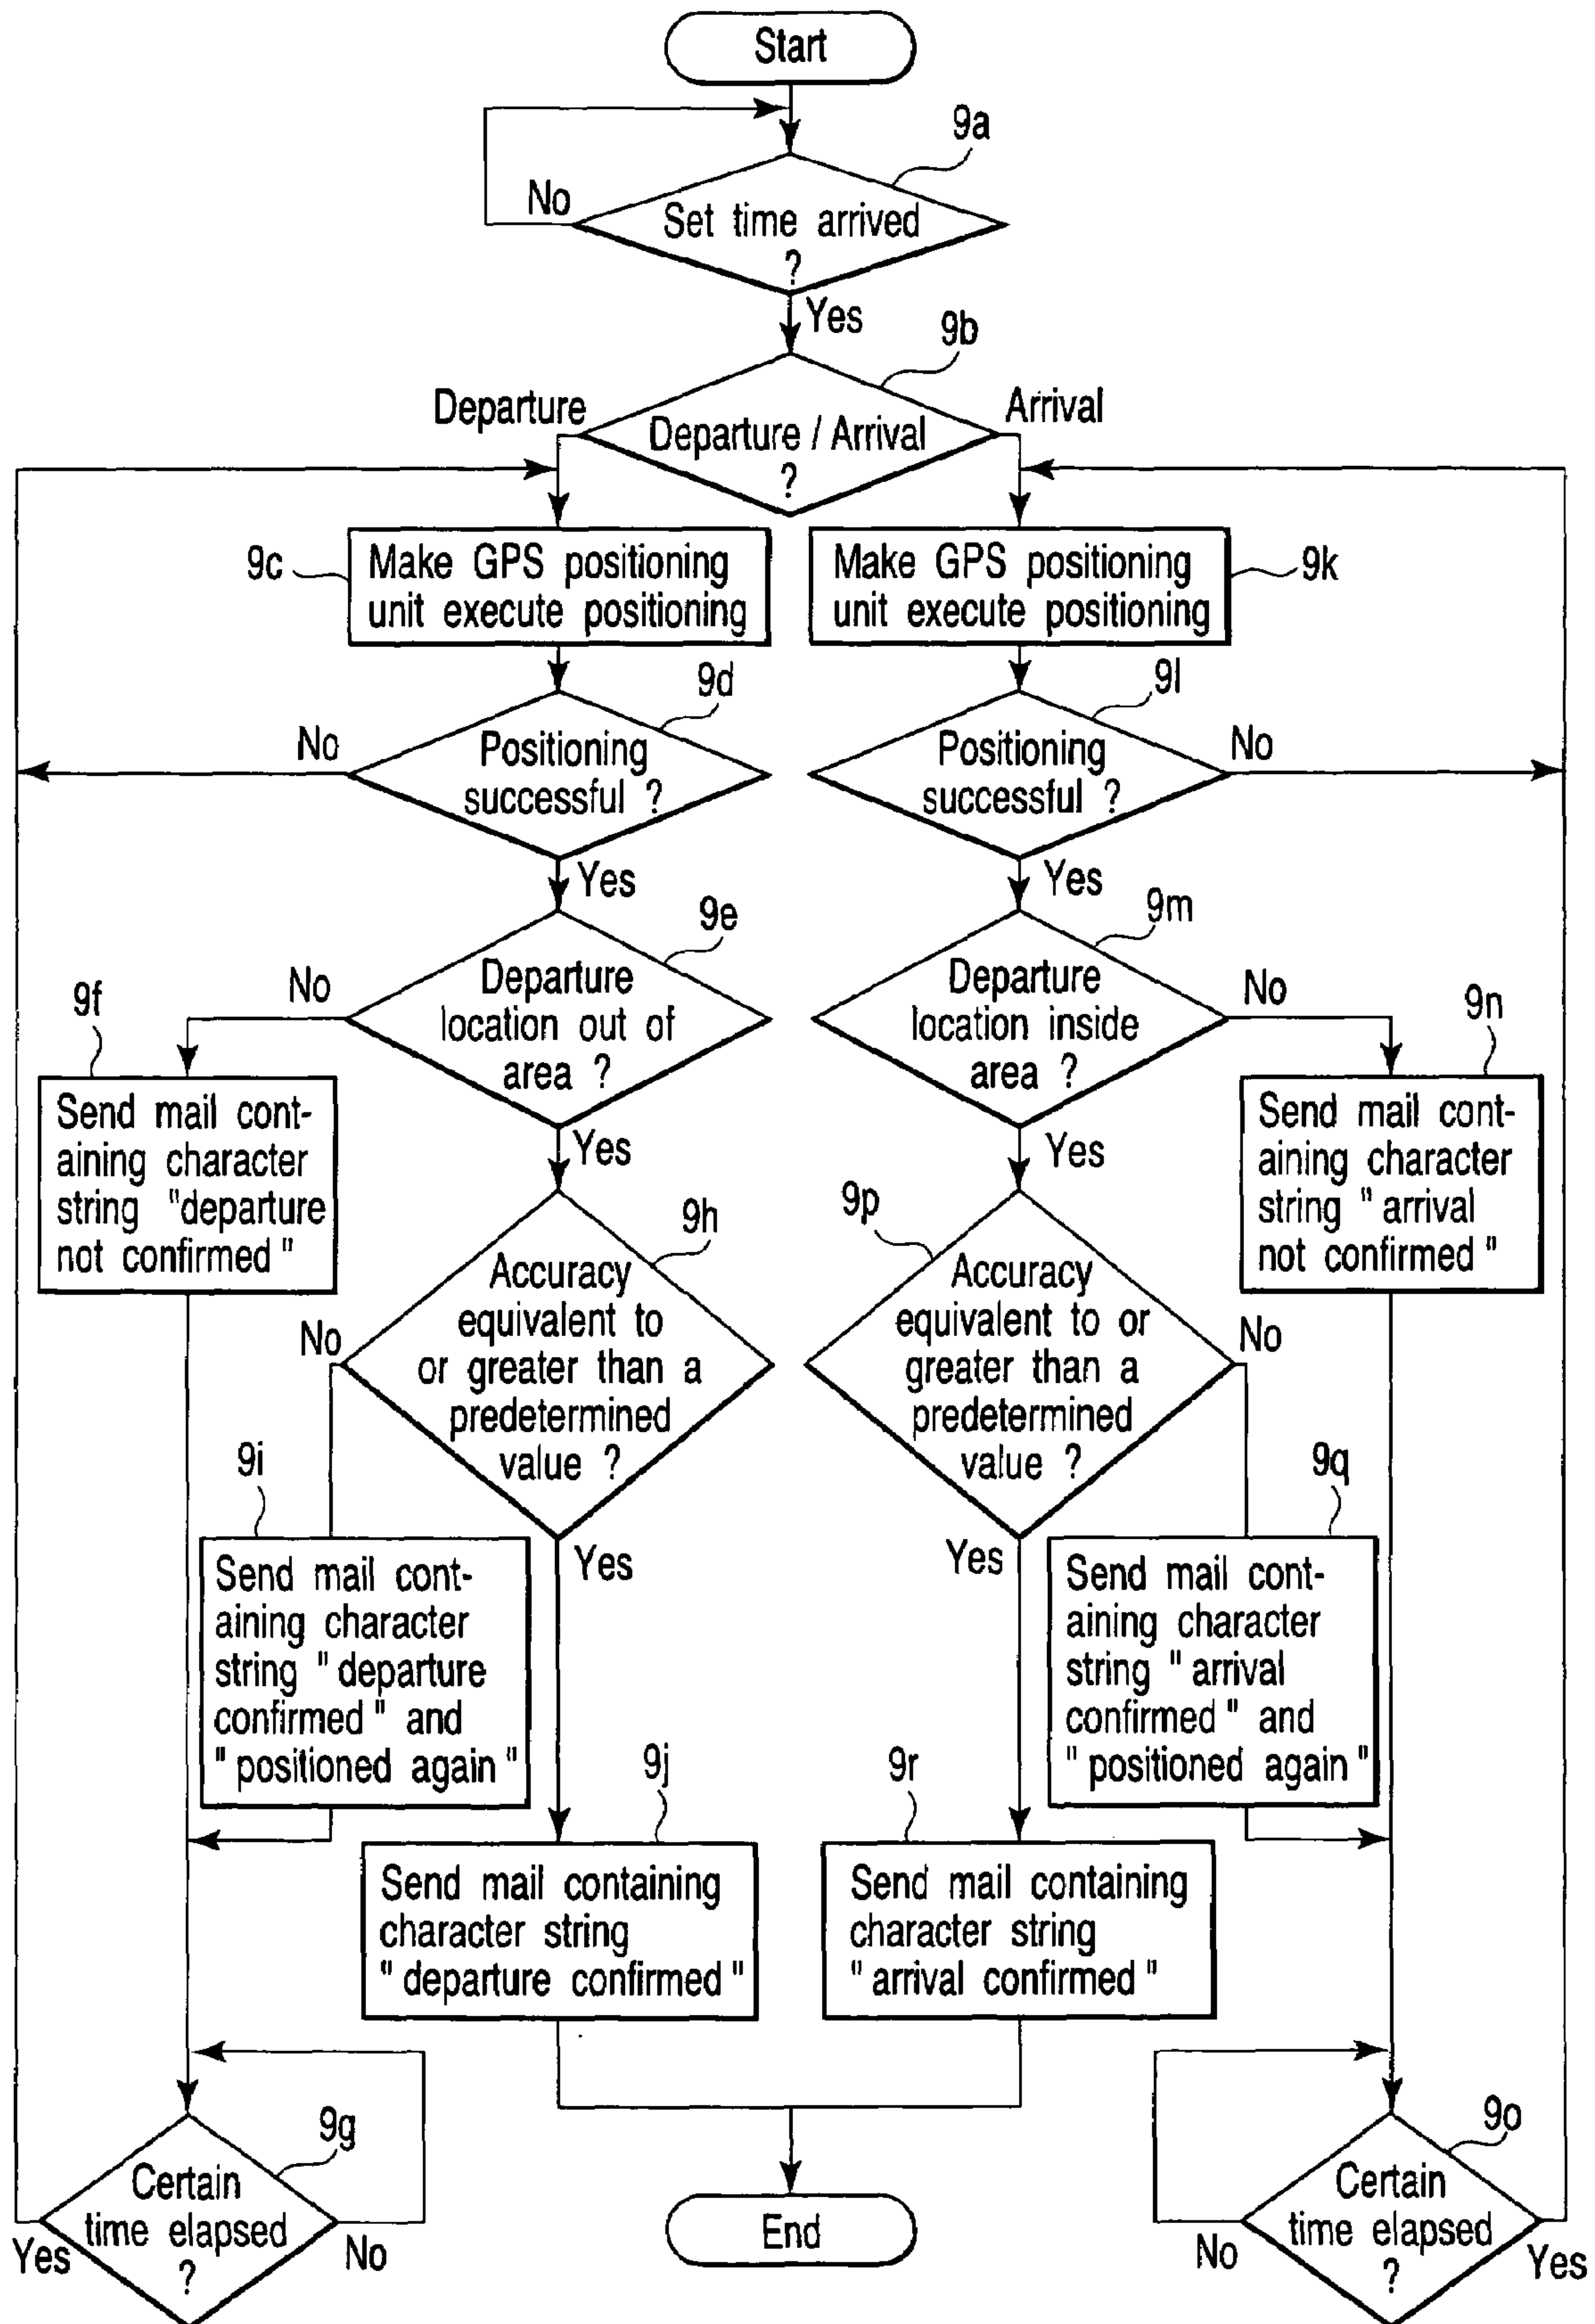 Start
9a
No
Set time arrived
?
Yes
9b
Departure
Arrival
Departure / Arrival
?
9c
Make GPS positioning
unit execute positioning
Make GPS positioning
unit execute positioning
9k
9d
9l
No
Positioning
successful ?
Positioning
successful ?
No
Yes
Yes
9e
9m
9f
No
Departure
location out of
area ?
Departure
location inside
area ?
No
9n
Send mail cont-
aining character
string "departure
not confirmed"
Yes
Yes
Send mail cont-
aining character
string "arrival
not confirmed"
9h
9p
No
Accuracy
equivalent to
or greater than a
predetermined
value ?
Accuracy
equivalent to or
greater than a
predetermined
value ?
No
9i
9q
Yes
Yes
Send mail cont-
aining character
string "departure
confirmed" and
"positioned again"
Send mail cont-
aining character
string "arrival
confirmed" and
"positioned again"
9j
9r
Send mail containing
character string
"departure confirmed"
Send mail containing
character string
"arrival confirmed"
9g
9o
Certain
time elapsed
?
Yes
No
End
Certain
time elapsed
?
No
Yes